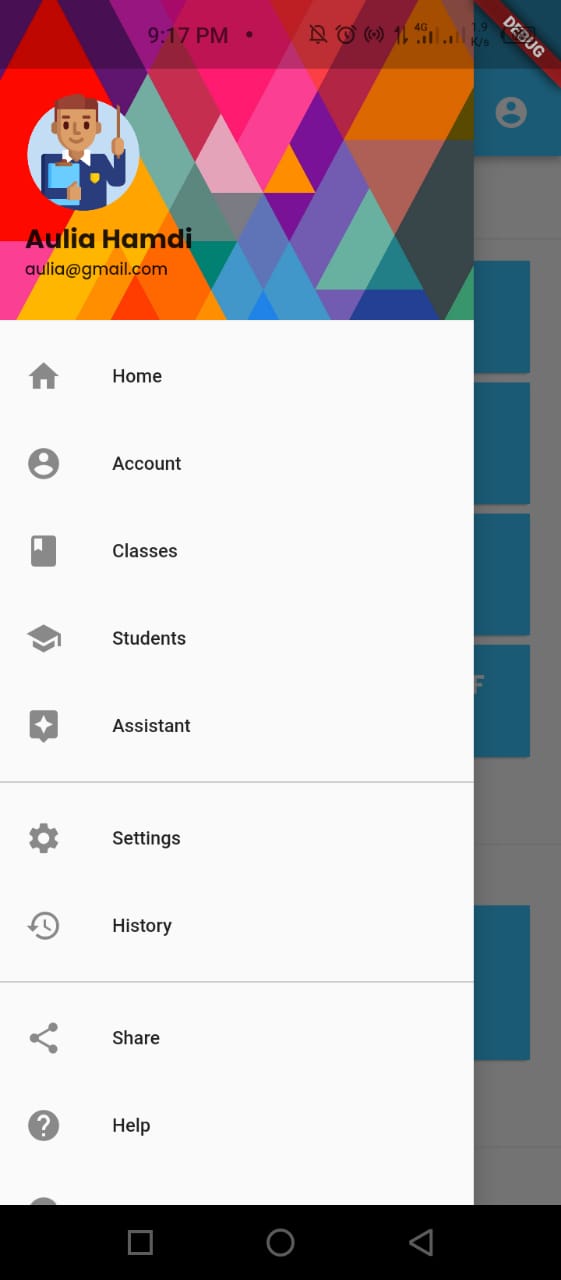 9:17 PM
4G
1.9
K/s
DEBUG
Aulia Hamdi
aulia@gmail.com
Home
Account
Classes
Students
Assistant
F
Settings
History
Share
Help